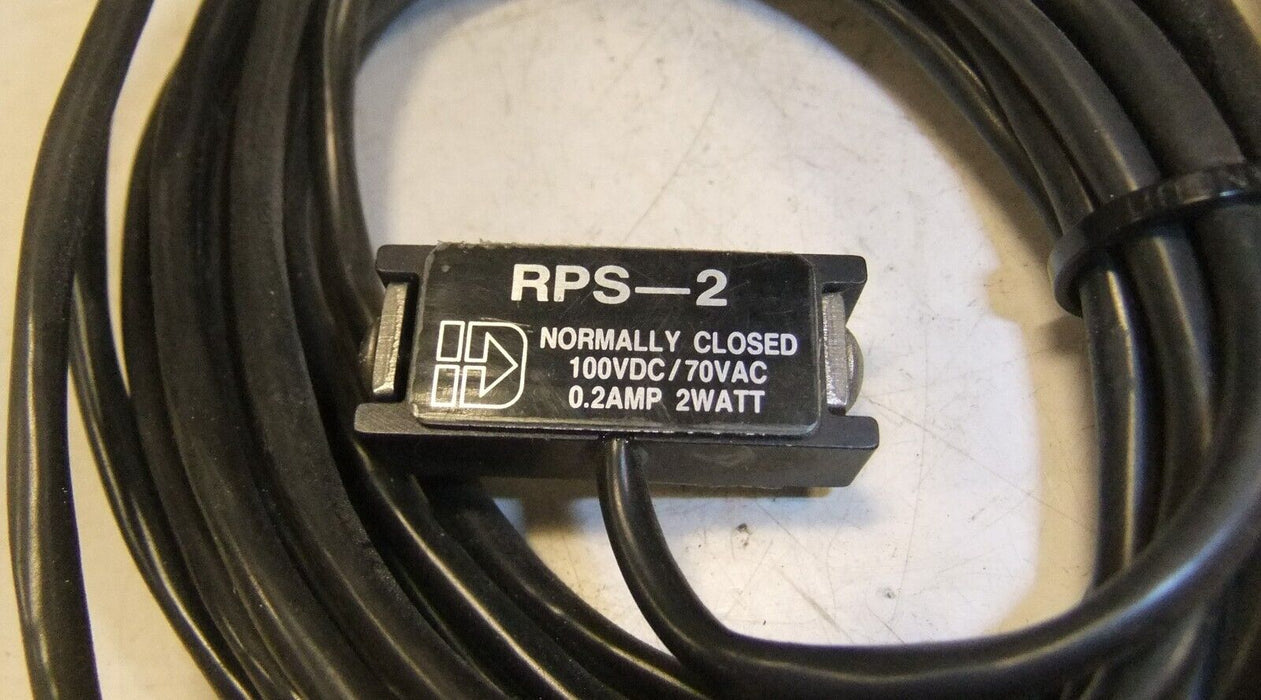 RPS—2
NORMALLY CLOSED
100VDC/70VAC
0.2AMP 2WATT